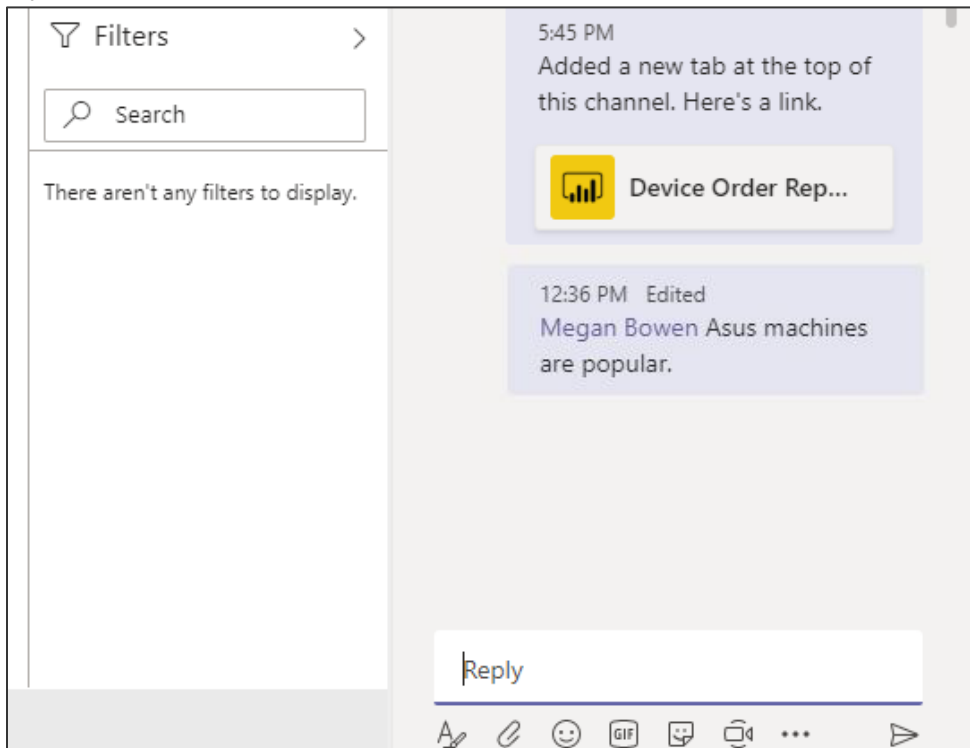 Filters
Search
There aren't any filters to display.
5:45 PM
Added a new tab at the top of
this channel. Here's a link.
Device Order Rep...
12:36 PM Edited
Megan Bowen Asus machines
are popular.
Reply
GIF